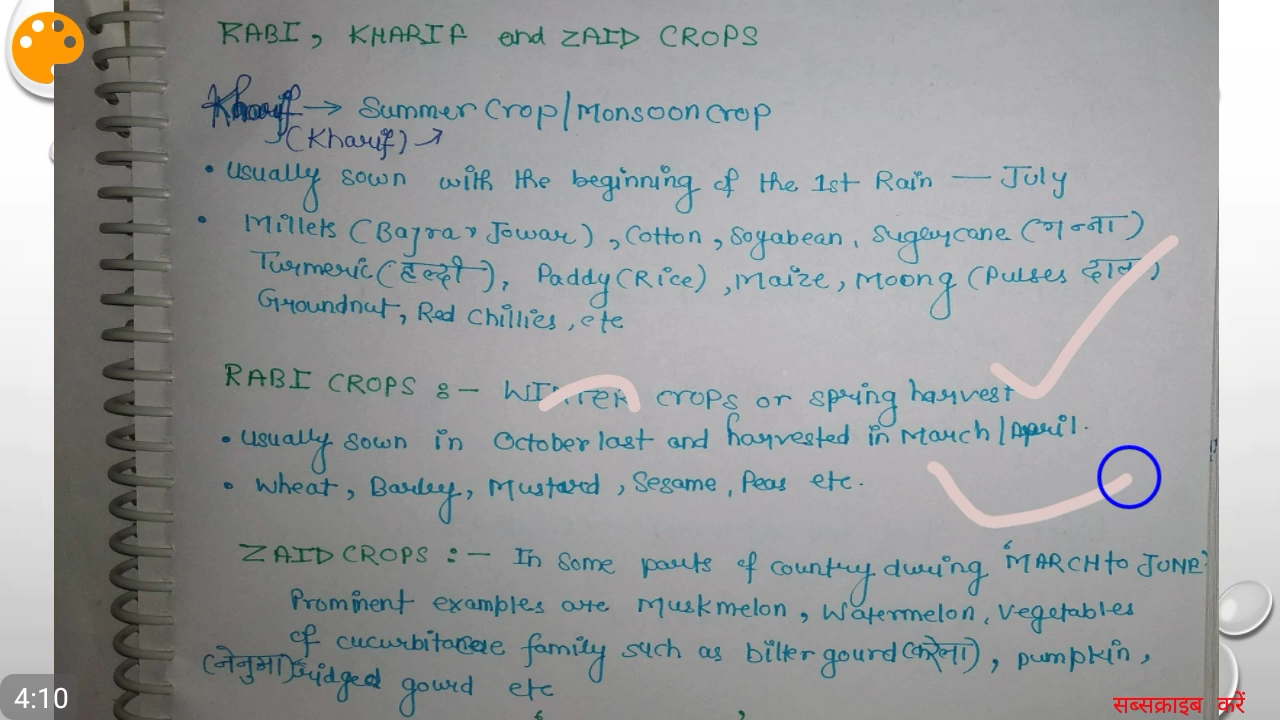 RABI, KHARIF and ZAID CROPS
Kharif → Summer Crop/Monsoon crop
(Kharif) →
• Usually sown with the beginning of the 1st Rain — July
• Millets (Bajra, Jowar), Cotton, Soyabean, Sugarycane (गन्ना)
Turmeric (हल्दी), Paddy (Rice), Maize, Moong (Pulses दाल)
Groundnut, Red Chillies, etc
RABI CROPS :- WINTER crops or spring harvest
• Usually sown in October last and harvested in March/April.
• Wheat, Barley, Mustard, Sesame, Peas etc.
ZAID CROPS :- In Some parts of country during 'MARCH to JUNE'
Prominent examples are Muskmelon, Watermelon, Vegetables
of cucurbitaceae family such as bitter gourd (करेला), pumpkin,
(नेनुआ) ridged gourd etc
4:10
सब्सक्राइब करें